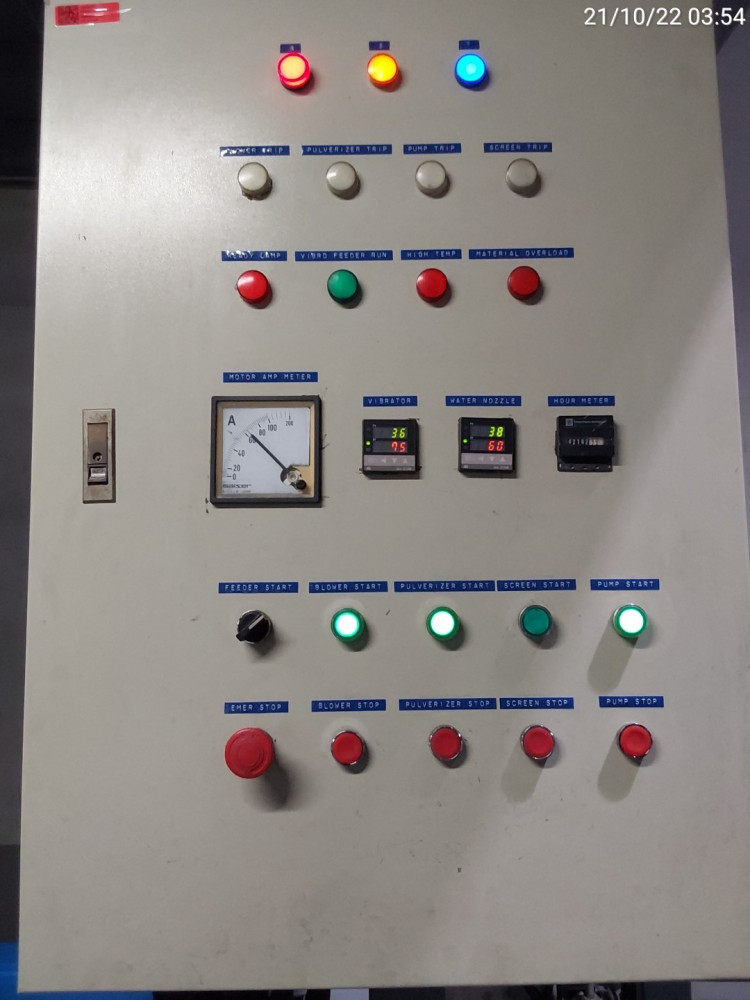 21/10/22 03:54
PULVERIZER TRIP
PUMP TRIP
SCREEN TRIP
LAMP
VIBRO FEEDER RUN
HIGH TEMP
MATERIAL OVERLOAD
MOTOR AMP METER
VIBRATOR
WATER NOZZLE
HOUR METER
A
200
100
80
60
40
20
0
36
75
38
60
FEEDER START
BLOWER START
PULVERIZER START
SCREEN START
PUMP START
EMER STOP
BLOWER STOP
PULVERIZER STOP
SCREEN STOP
PUMP STOP